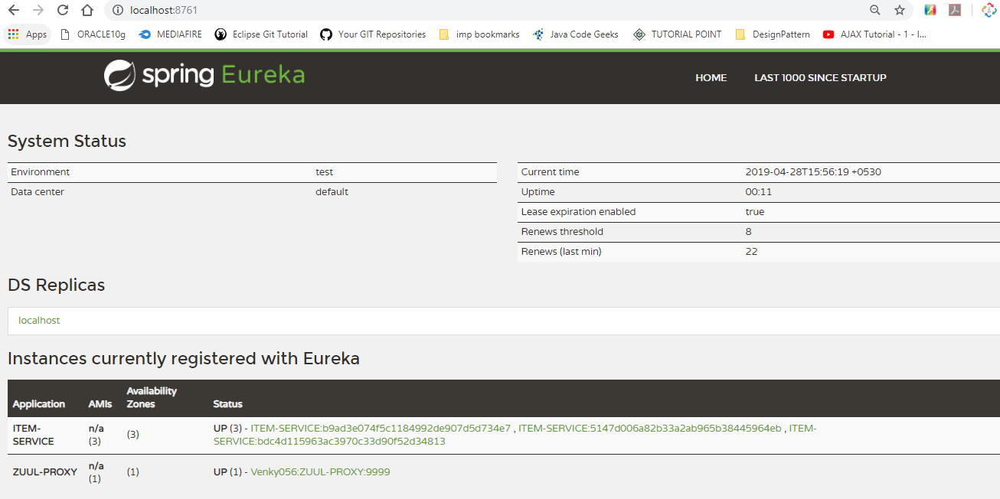 localhost:8761
Apps ORACLE10g MEDIAFIRE Eclipse Git Tutorial Your GIT Repositories imp bookmarks Java Code Geeks TUTORIAL POINT DesignPattern AJAX Tutorial - 1 - I...
spring Eureka HOME LAST 1000 SINCE STARTUP
System Status
Environment test
Data center default
Current time 2019-04-28T15:56:19 +0530
Uptime 00:11
Lease expiration enabled true
Renews threshold 8
Renews (last min) 22
DS Replicas
localhost
Instances currently registered with Eureka
Application AMIs Availability Zones Status
ITEM-SERVICE n/a (3) (3) UP (3) - ITEM-SERVICE:b9ad3e074f5c1184992de907d5d734e7 , ITEM-SERVICE:5147d006a82b33a2ab965b38445964eb , ITEM-
SERVICE:bdc4d115963ac3970c33d90f52d34813
ZUUL-PROXY n/a (1) (1) UP (1) - Venky056:ZUUL-PROXY:9999